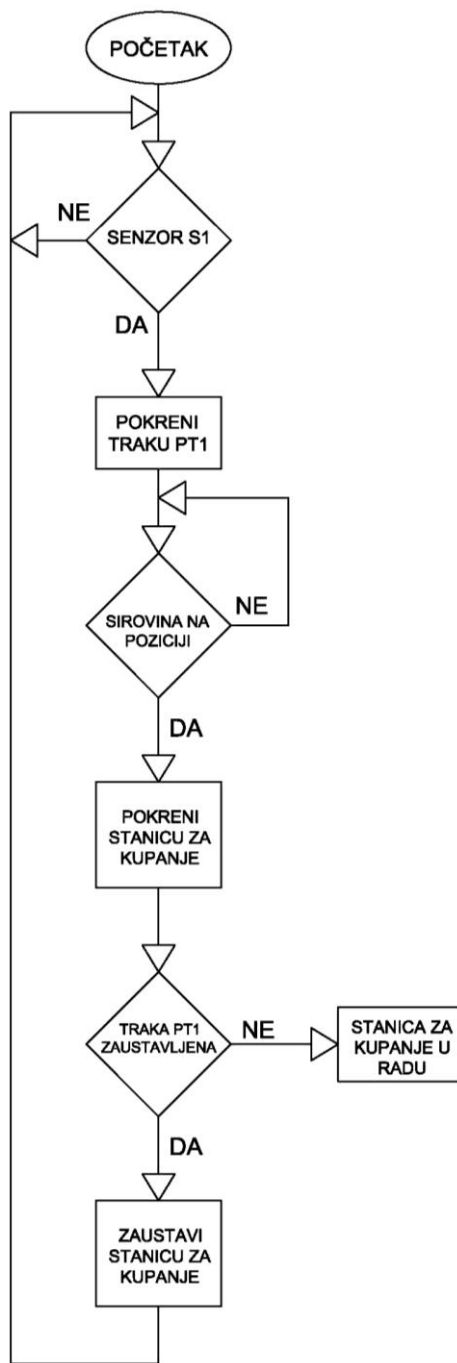 POČETAK
NE
SENZOR S1
DA
POKRENI
TRAKU PT1
SIROVINA NA
POZICIJI
NE
DA
POKRENI
STANICU ZA
KUPANJE
TRAKA PT1
ZAUSTAVLJENA
NE
STANICA ZA
KUPANJE U
RADU
DA
ZAUSTAVI
STANICU ZA
KUPANJE